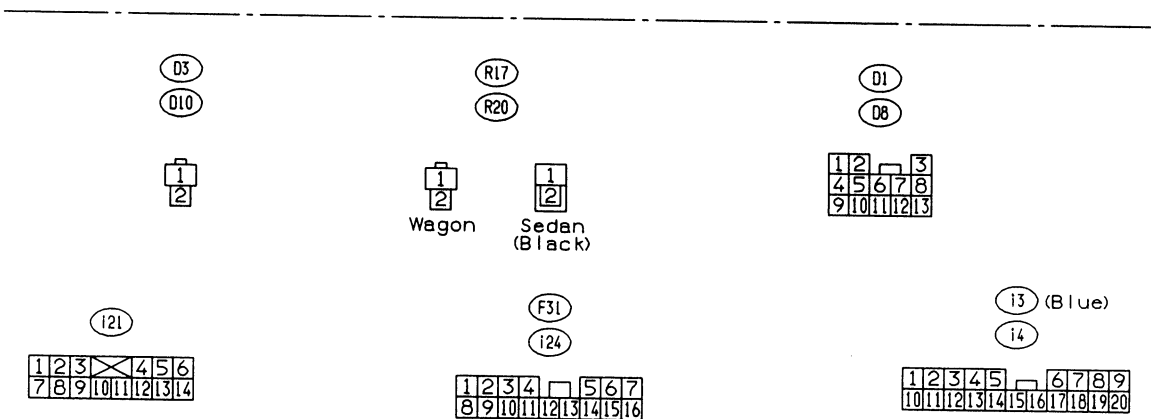 D3
D10
R17
R20
D1
D8
1
2
1
2
Wagon
1
2
Sedan
(Black)
1 2 3
4 5 6 7 8
9 10 11 12 13
i21
1 2 3 4 5 6
7 8 9 10 11 12 13 14
F31
i24
1 2 3 4 5 6 7
8 9 10 11 12 13 14 15 16
i3 (Blue)
i4
1 2 3 4 5 6 7 8 9
10 11 12 13 14 15 16 17 18 19 20